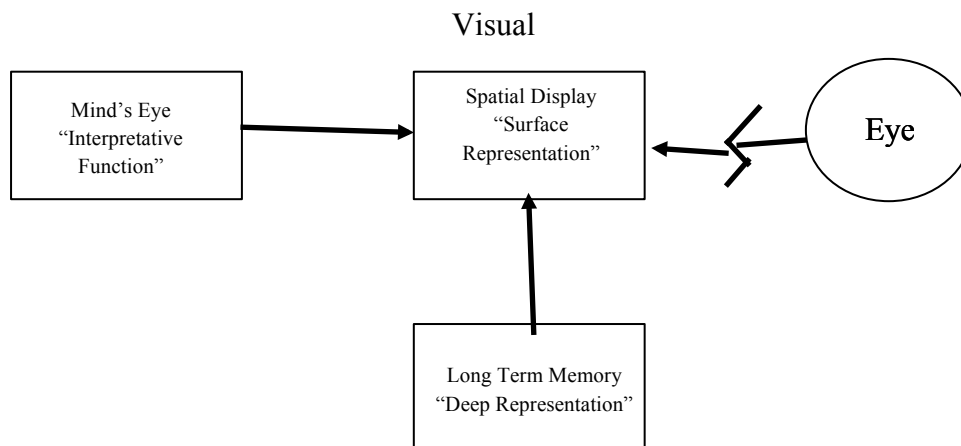 Visual
Mind’s Eye
“Interpretative
Function”
Spatial Display
“Surface
Representation”
Eye
Long Term Memory
“Deep Representation”